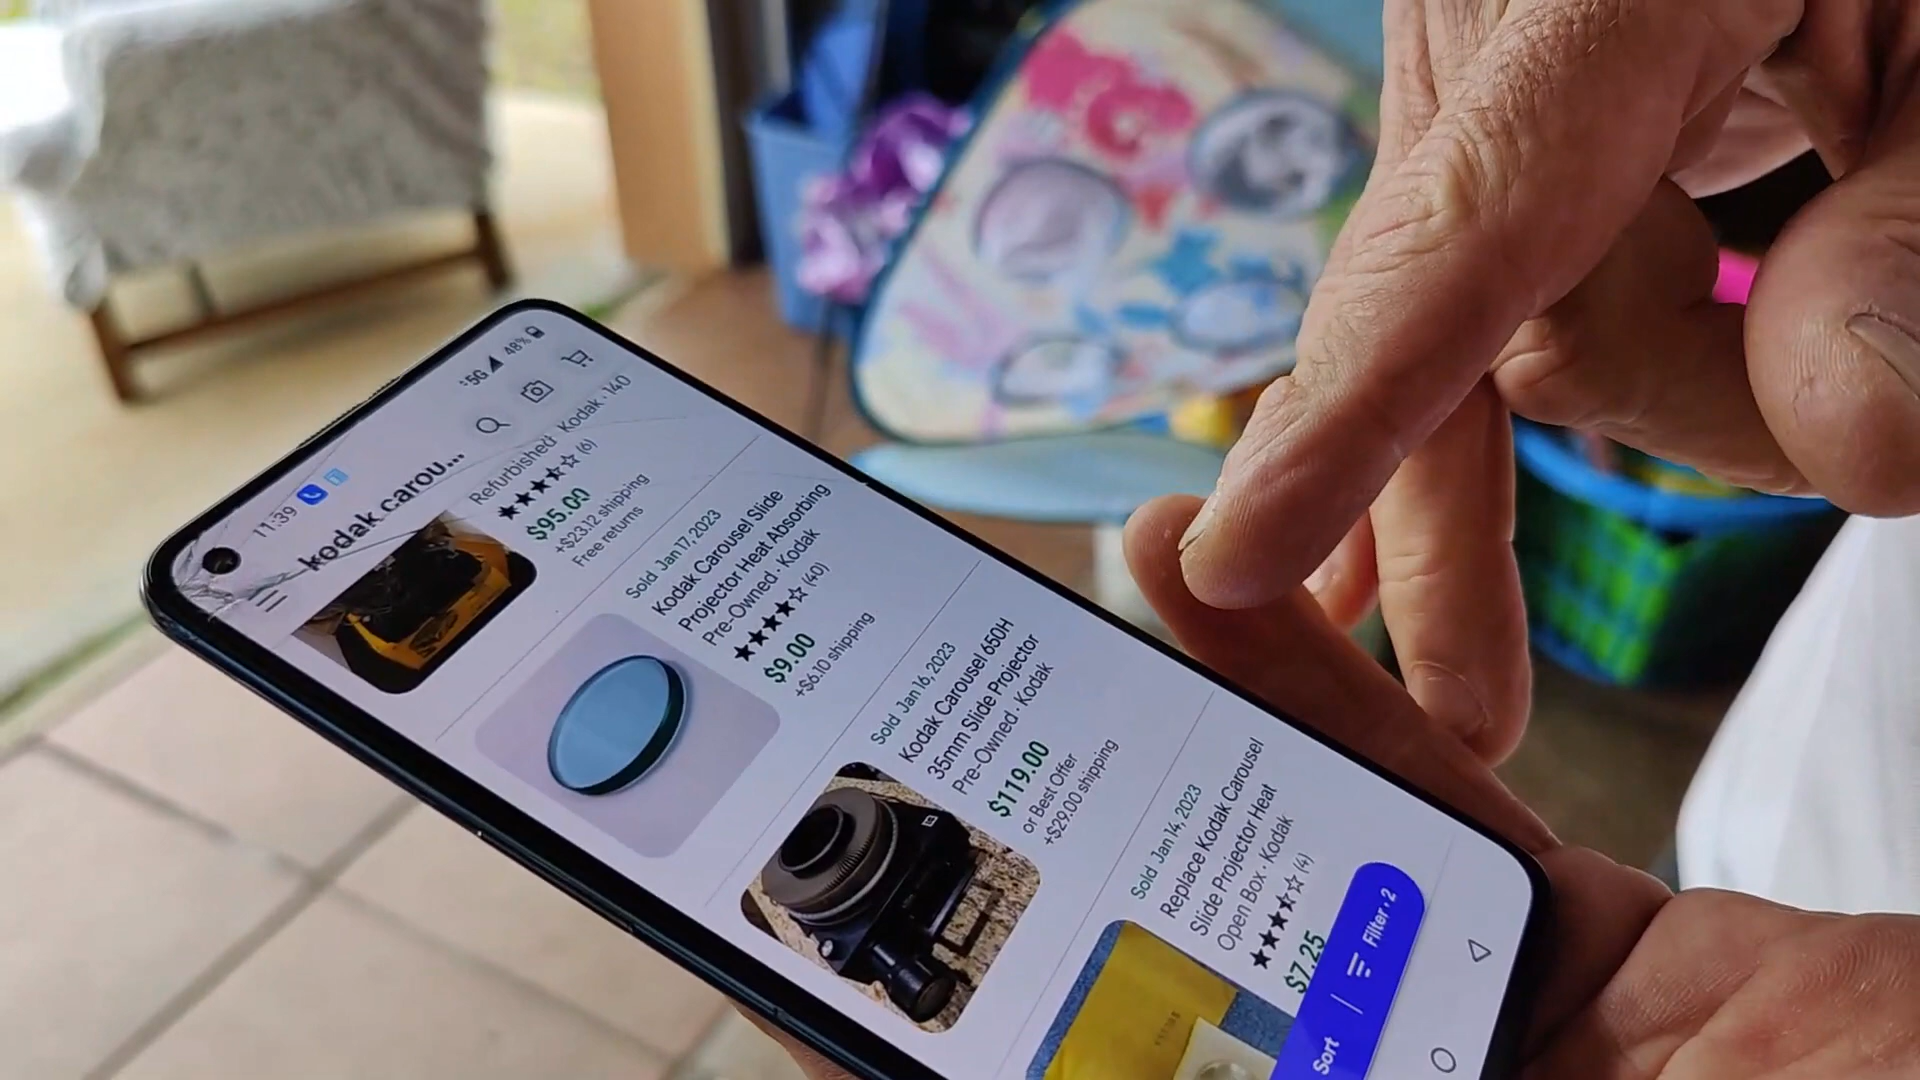 11:39
5G
48%
kodak carou...
Refurbished · Kodak · 140
(6)
$95.00
+$23.12 shipping
Free returns
Sold Jan 17, 2023
Kodak Carousel Slide
Projector Heat Absorbing
Pre-Owned · Kodak
(40)
$9.00
+$6.10 shipping
Sold Jan 16, 2023
Kodak Carousel 650H
35mm Slide Projector
Pre-Owned · Kodak
$119.00
or Best Offer
+$29.00 shipping
Sold Jan 14, 2023
Replace Kodak Carousel
Slide Projector Heat
Open Box · Kodak
(4)
$7.25
Sort
Filter · 2